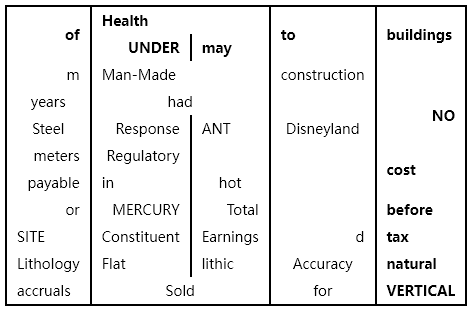 of Health to buildings
UNDER may
m Man-Made construction
years had NO
Steel Response ANT Disneyland
meters Regulatory cost
payable in hot
or MERCURY Total before
SITE Constituent Earnings d tax
Lithology Flat lithic Accuracy natural
accruals Sold for VERTICAL